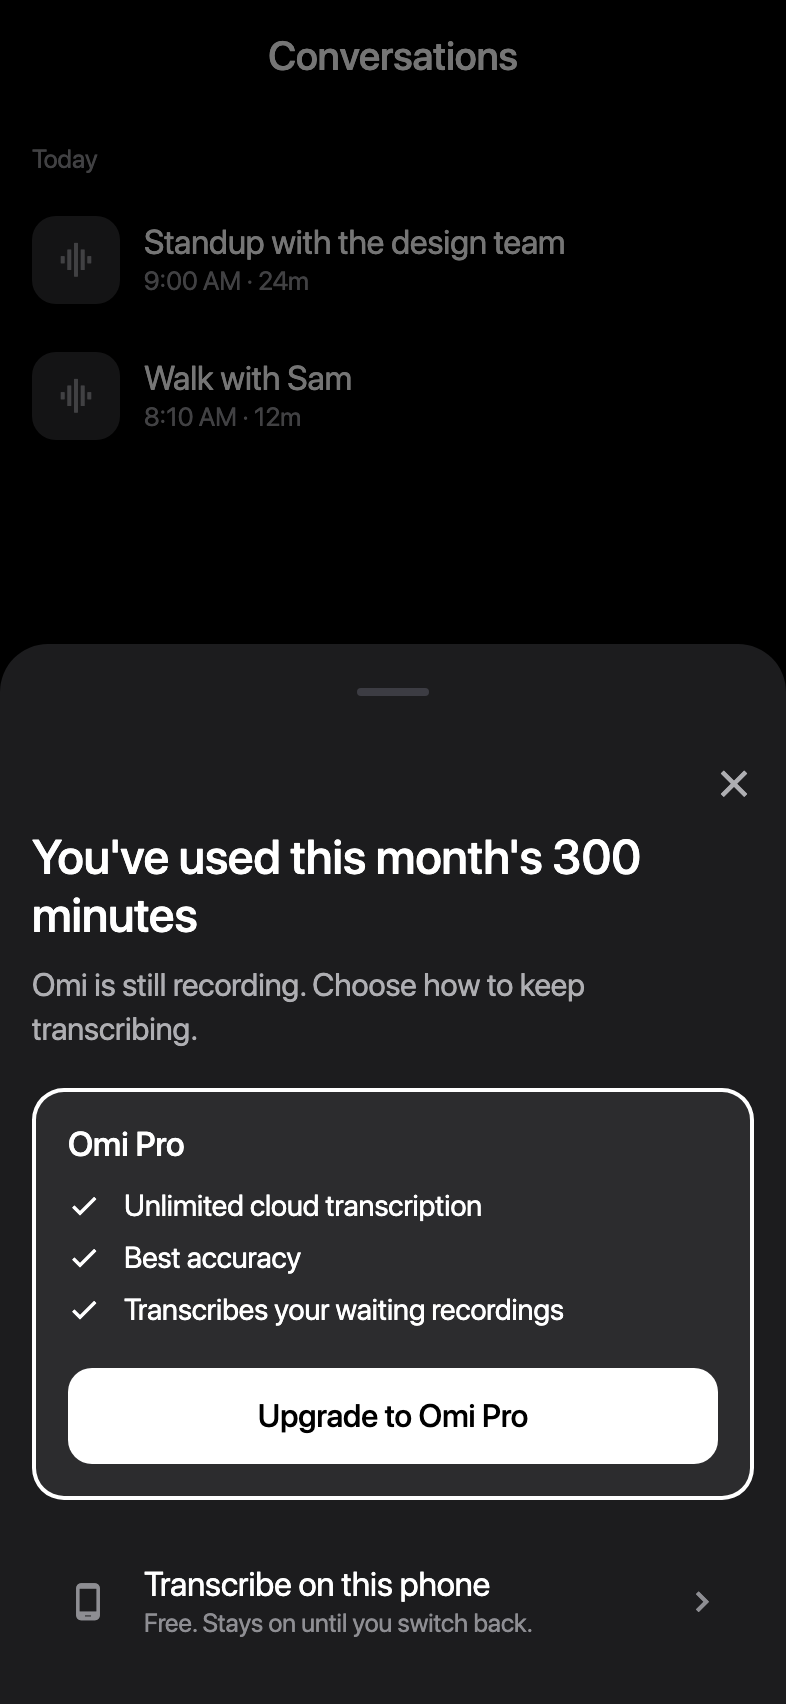 Conversations
Today
Standup with the design team
9:00 AM · 24m
Walk with Sam
8:10 AM · 12m
You've used this month's 300
minutes
Omi is still recording. Choose how to keep
transcribing.
Omi Pro
Unlimited cloud transcription
Best accuracy
Transcribes your waiting recordings
Upgrade to Omi Pro
Transcribe on this phone
Free. Stays on until you switch back.